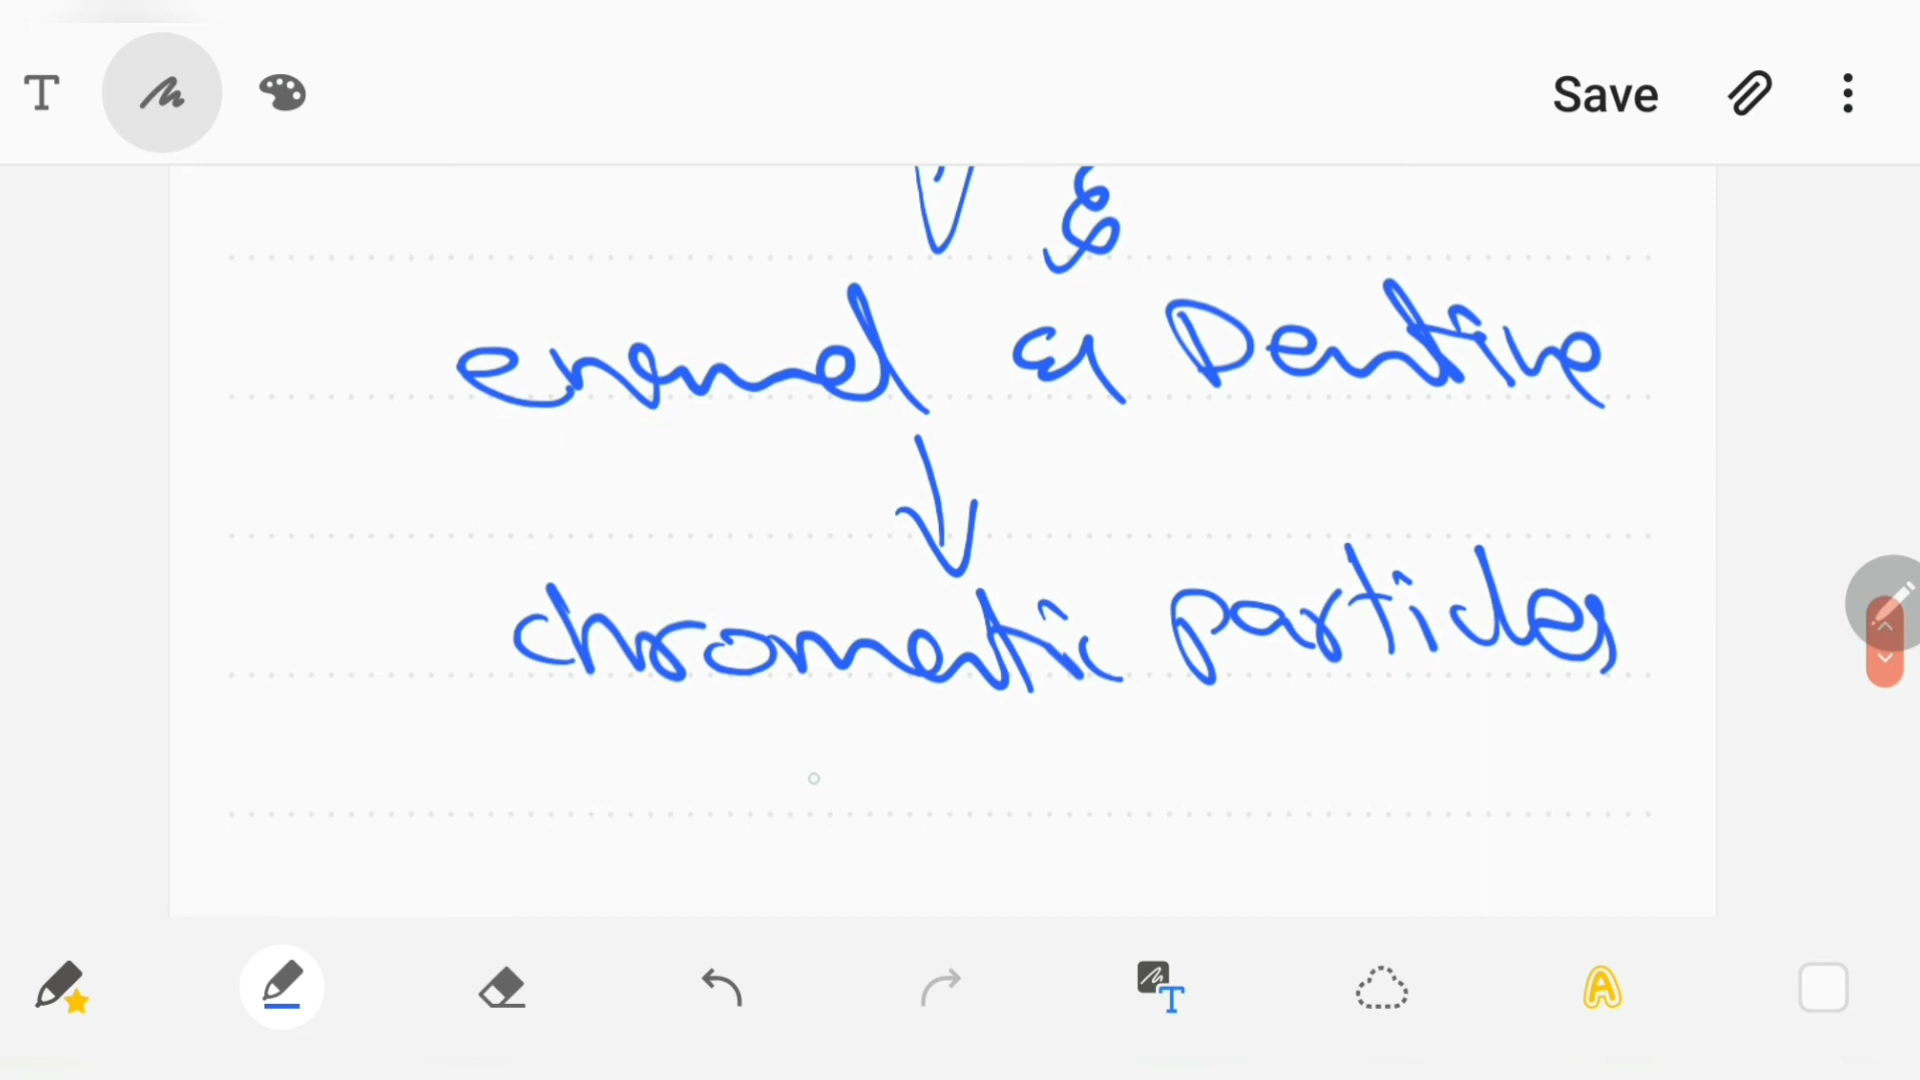 T Save
&
enamel & Dentine
↓
chromatic particles
T
A